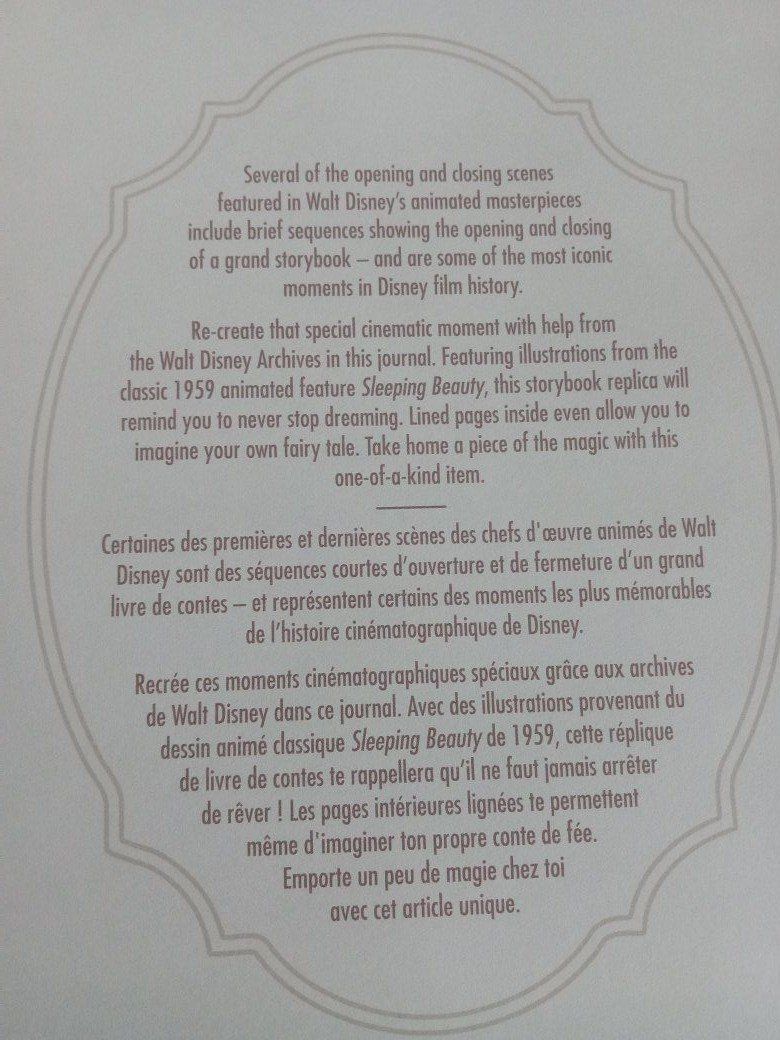 Several of the opening and closing scenes
featured in Walt Disney's animated masterpieces
include brief sequences showing the opening and closing
of a grand storybook – and are some of the most iconic
moments in Disney film history.
Re-create that special cinematic moment with help from
the Walt Disney Archives in this journal. Featuring illustrations from the
classic 1959 animated feature Sleeping Beauty, this storybook replica will
remind you to never stop dreaming. Lined pages inside even allow you to
imagine your own fairy tale. Take home a piece of the magic with this
one-of-a-kind item.
Certaines des premières et dernières scènes des chefs d'œuvre animés de Walt
Disney sont des séquences courtes d'ouverture et de fermeture d'un grand
livre de contes – et représentent certains des moments les plus mémorables
de l'histoire cinématographique de Disney.
Recrée ces moments cinématographiques spéciaux grâce aux archives
de Walt Disney dans ce journal. Avec des illustrations provenant du
dessin animé classique Sleeping Beauty de 1959, cette réplique
de livre de contes te rappellera qu'il ne faut jamais arrêter
de rêver ! Les pages intérieures lignées te permettent
même d'imaginer ton propre conte de fée.
Emporte un peu de magie chez toi
avec cet article unique.